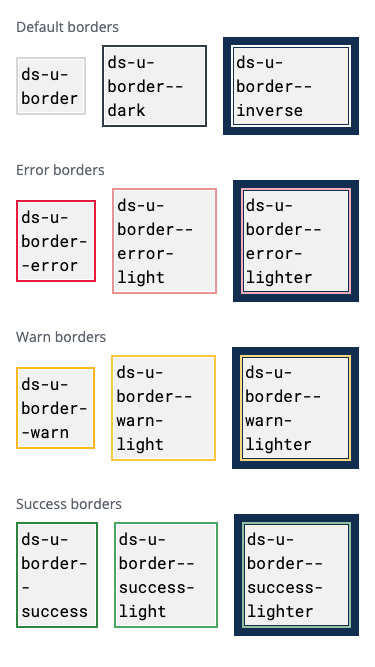 Default borders
ds-u-
border
ds-u-
border--
dark
ds-u-
border--
inverse
Error borders
ds-u-
border-
-error
ds-u-
border--
error-
light
ds-u-
border--
error-
lighter
Warn borders
ds-u-
border-
-warn
ds-u-
border--
warn-
light
ds-u-
border--
warn-
lighter
Success borders
ds-u-
border-
-
success
ds-u-
border--
success-
light
ds-u-
border--
success-
lighter